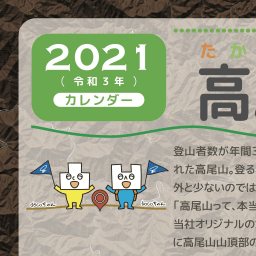 2021
（令和3年）
カレンダー
たか
高
登山者数が年間3
れた高尾山。登る
外と少ないのでは
「高尾山って、本当
当社オリジナルの
に高尾山山頂部の